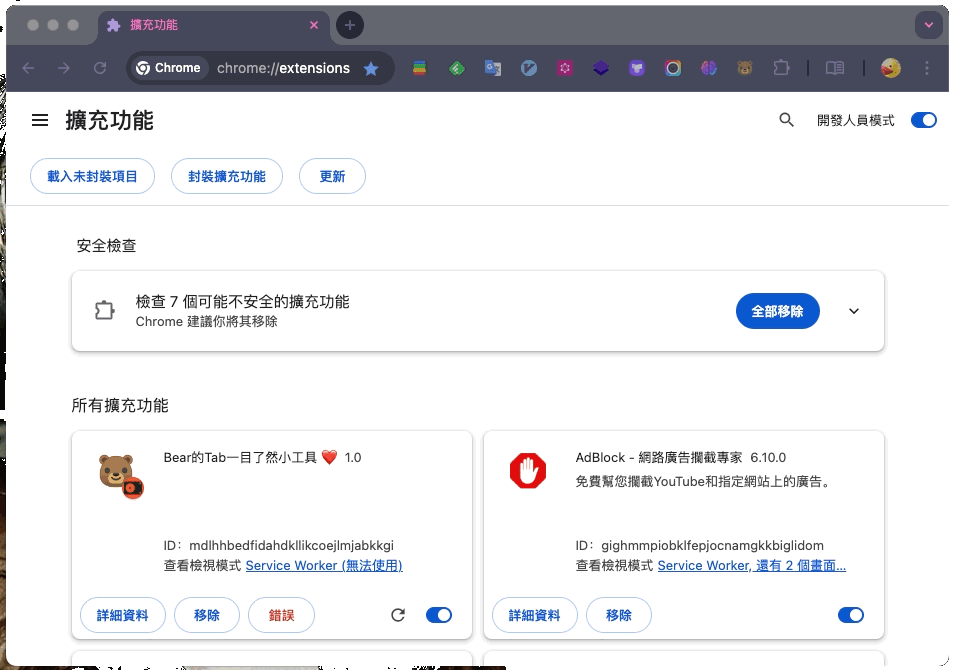 擴充功能
Chrome
chrome://extensions
擴充功能
開發人員模式
載入未封裝項目
封裝擴充功能
更新
安全檢查
檢查 7 個可能不安全的擴充功能
Chrome 建議你將其移除
全部移除
所有擴充功能
Bear的Tab一目了然小工具 ❤️ 1.0
ID：mdlhhbedfidahdkllikcoejlmjabkkgi
查看檢視模式 Service Worker (無法使用)
詳細資料
移除
錯誤
AdBlock - 網路廣告攔截專家 6.10.0
免費幫您攔截YouTube和指定網站上的廣告。
ID：gighmmpiobklfepjocnamgkkbiglidom
查看檢視模式 Service Worker, 還有 2 個畫面...
詳細資料
移除